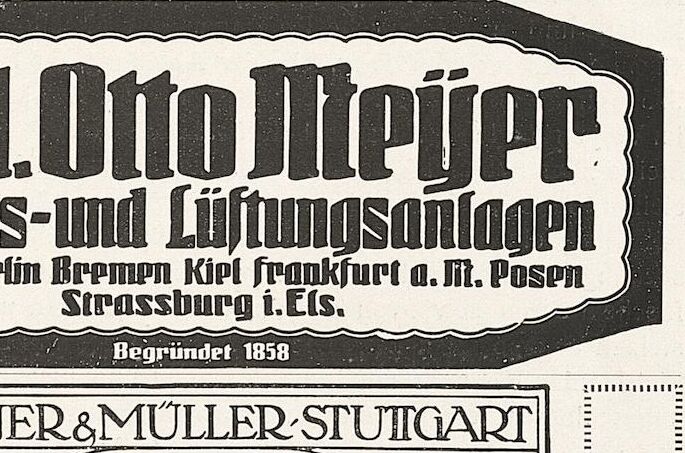 . Otto Meÿer
s-und Lüftungsanlagen
rlin Bremen Kiel Frankfurt a. M. Posen
Strassburg i. Els.
Begründet 1858
ER & MÜLLER-STUTTGART